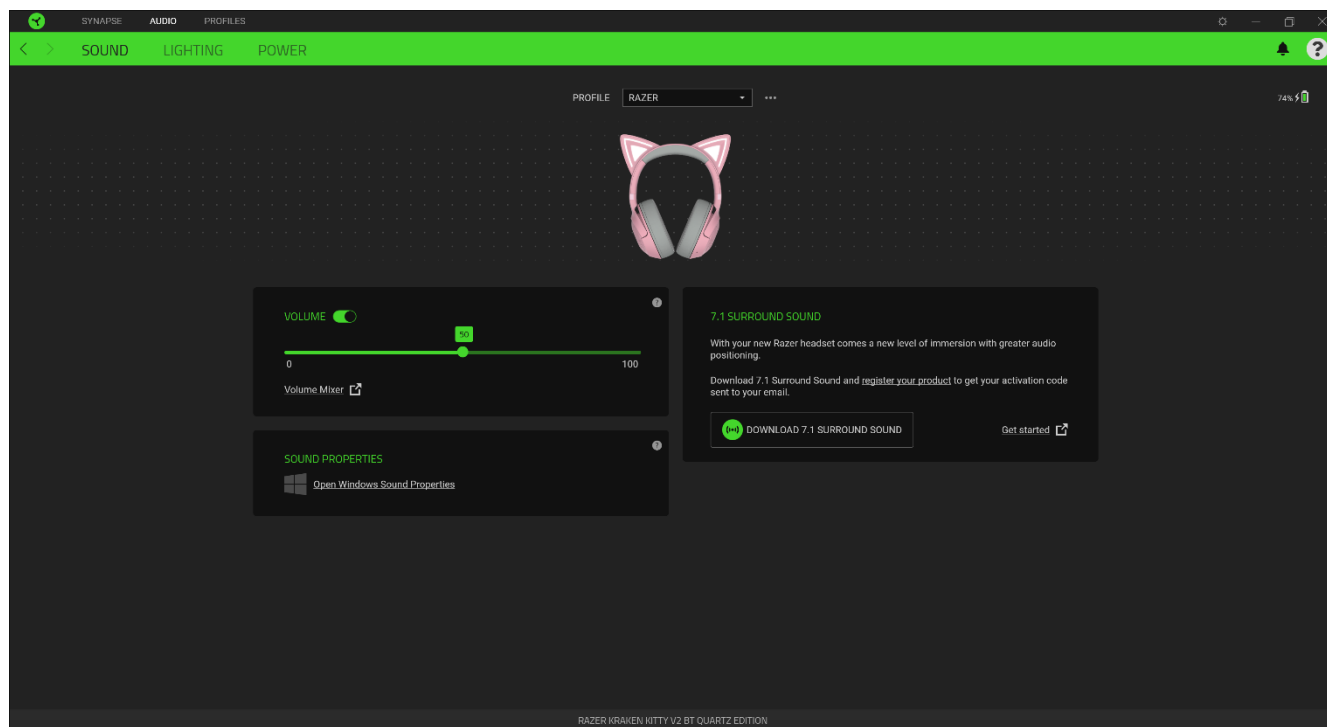 SYNAPSE AUDIO PROFILES
SOUND LIGHTING POWER
?
PROFILE RAZER
74%
VOLUME
50
0 100
Volume Mixer
?
SOUND PROPERTIES
Open Windows Sound Properties
?
7.1 SURROUND SOUND
With your new Razer headset comes a new level of immersion with greater audio
positioning.
Download 7.1 Surround Sound and register your product to get your activation code
sent to your email.
DOWNLOAD 7.1 SURROUND SOUND Get started
RAZER KRAKEN KITTY V2 BT QUARTZ EDITION